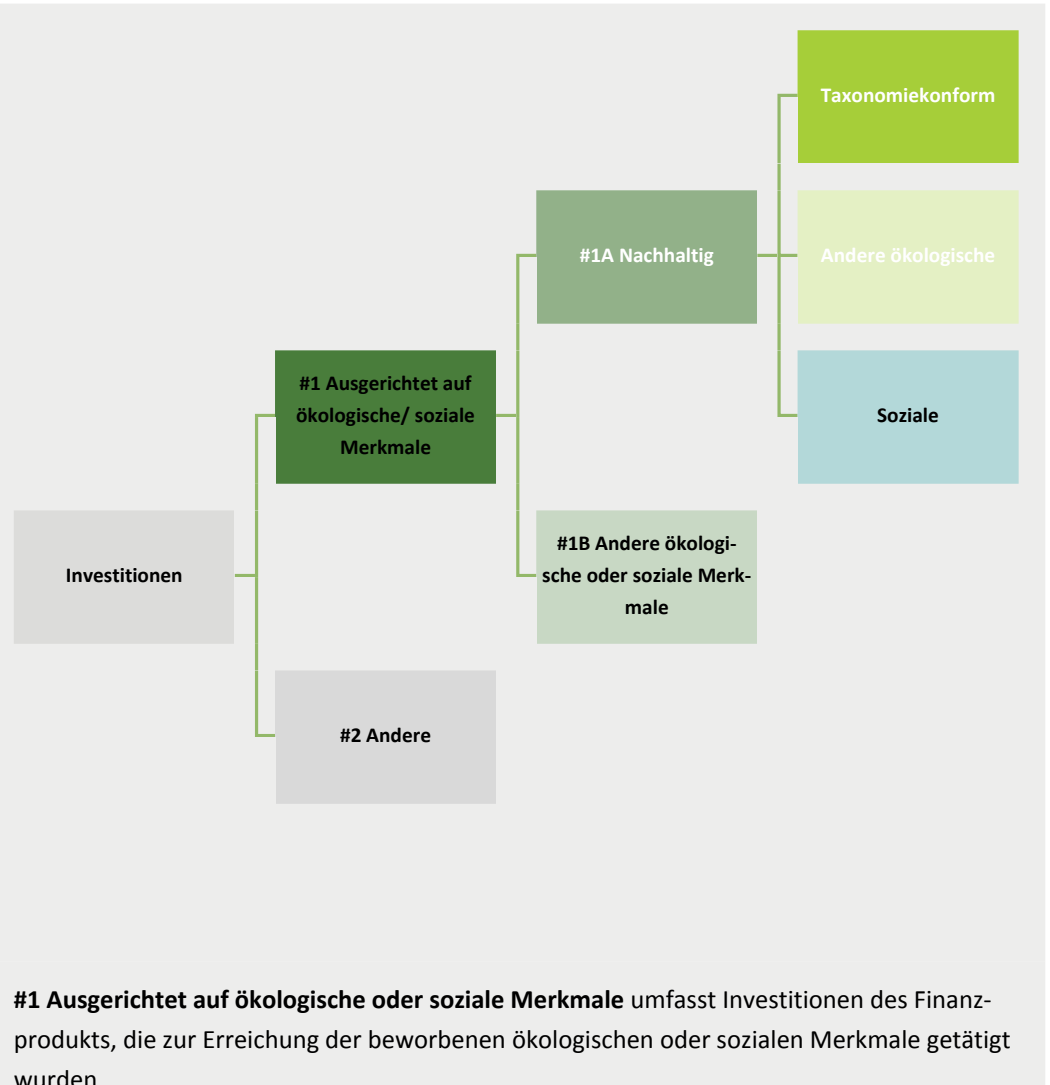 Taxonomiekonform
#1A Nachhaltig
Andere ökologische
#1 Ausgerichtet auf
ökologische/ soziale
Merkmale
Soziale
Investitionen
#1B Andere ökologi-
sche oder soziale Merk-
male
#2 Andere
#1 Ausgerichtet auf ökologische oder soziale Merkmale umfasst Investitionen des Finanz-
produkts, die zur Erreichung der beworbenen ökologischen oder sozialen Merkmale getätigt
wurden